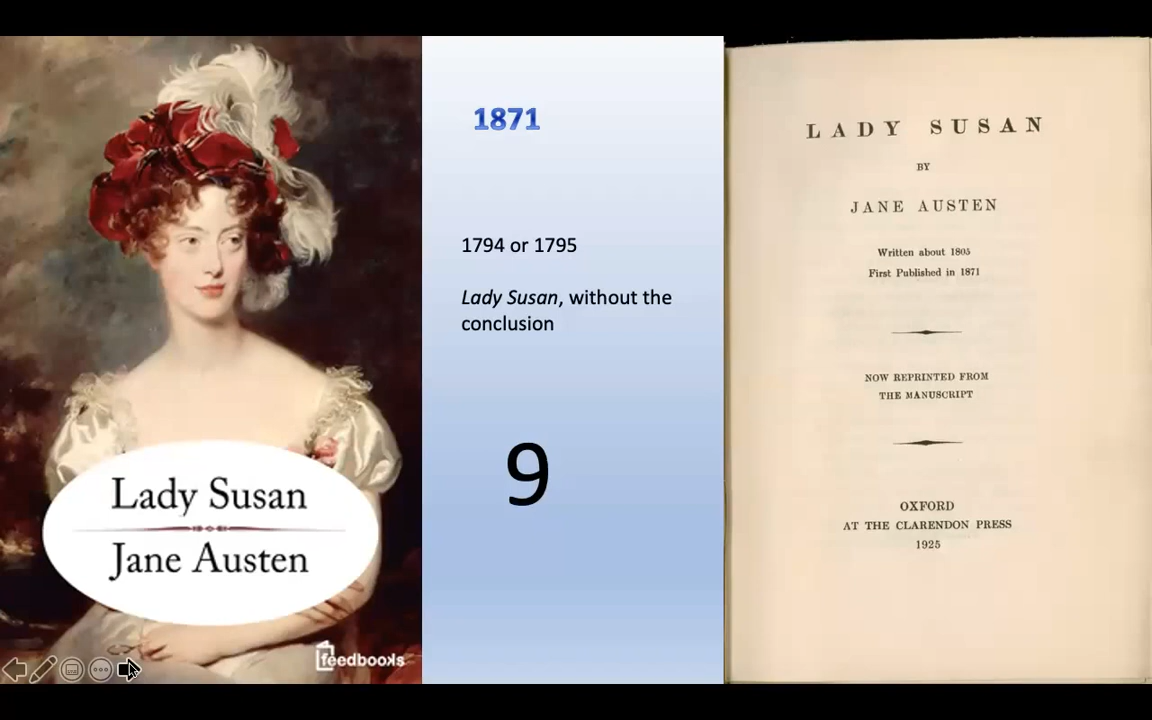 Lady Susan
Jane Austen
feedbooks
1871
1794 or 1795
Lady Susan, without the
conclusion
9
LADY SUSAN
BY
JANE AUSTEN
Written about 1805
First Published in 1871
NOW REPRINTED FROM
THE MANUSCRIPT
OXFORD
AT THE CLARENDON PRESS
1925